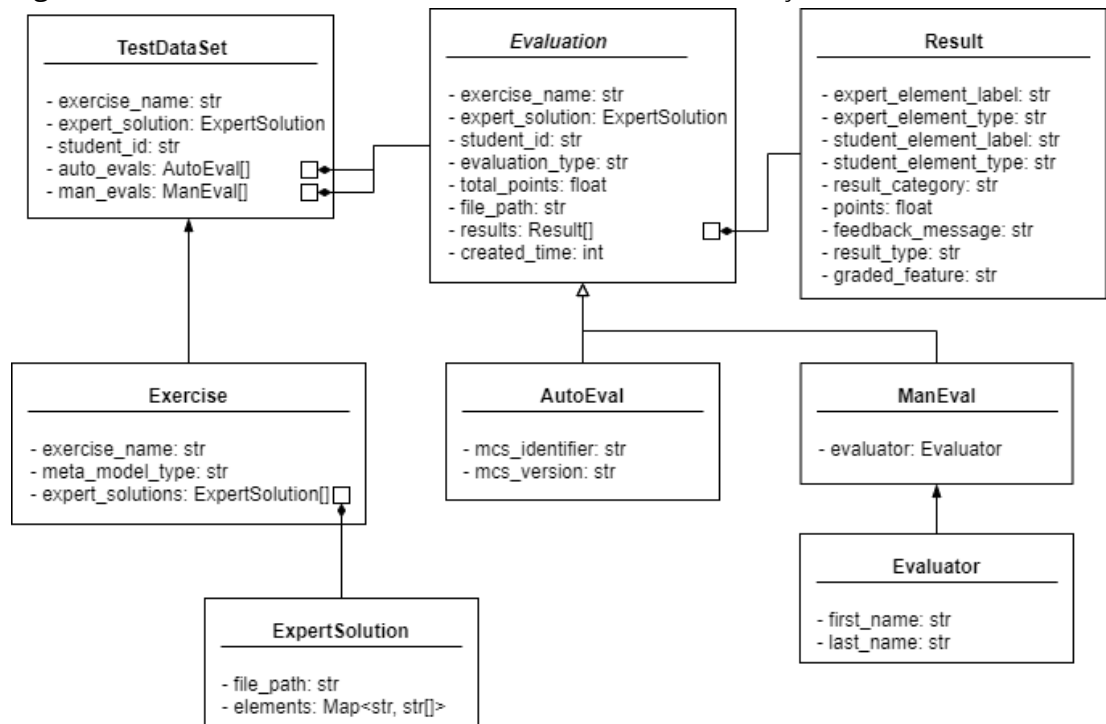 TestDataSet
- exercise_name: str
- expert_solution: ExpertSolution
- student_id: str
- auto_evals: AutoEval[]
- man_evals: ManEval[]
Evaluation
- exercise_name: str
- expert_solution: ExpertSolution
- student_id: str
- evaluation_type: str
- total_points: float
- file_path: str
- results: Result[]
- created_time: int
Result
- expert_element_label: str
- expert_element_type: str
- student_element_label: str
- student_element_type: str
- result_category: str
- points: float
- feedback_message: str
- result_type: str
- graded_feature: str
Exercise
- exercise_name: str
- meta_model_type: str
- expert_solutions: ExpertSolution[]
AutoEval
- mcs_identifier: str
- mcs_version: str
ManEval
- evaluator: Evaluator
ExpertSolution
- file_path: str
- elements: Map<str, str[]>
Evaluator
- first_name: str
- last_name: str